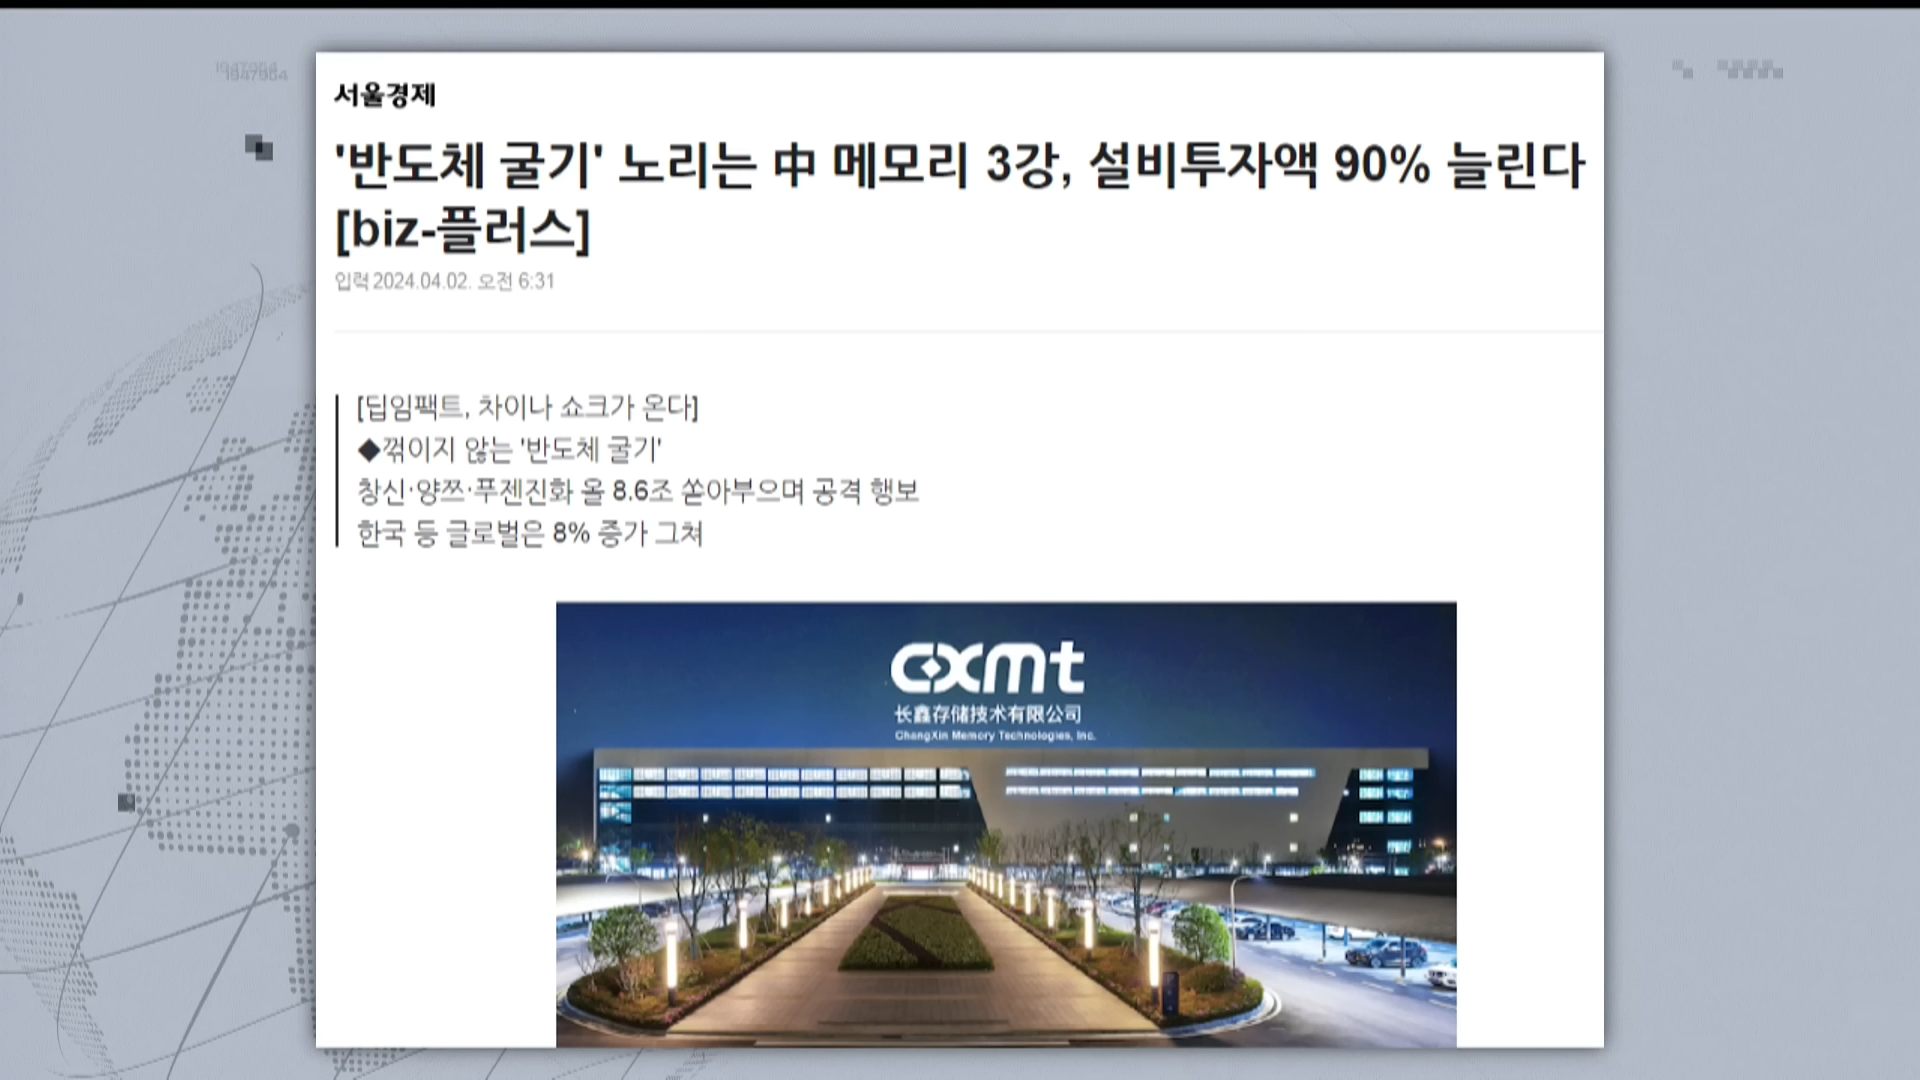 1947954
1947954
서울경제
'반도체 굴기' 노리는 中 메모리 3강, 설비투자액 90% 늘린다
[biz-플러스]
입력 2024.04.02. 오전 6:31
[딥임팩트, 차이나 쇼크가 온다]
◆꺾이지 않는 '반도체 굴기'
창신·양쯔·푸젠진화 올 8.6조 쏟아부으며 공격 행보
한국 등 글로벌은 8% 증가 그쳐
cxmt
长鑫存储技术有限公司
ChangXin Memory Technologies, Inc.